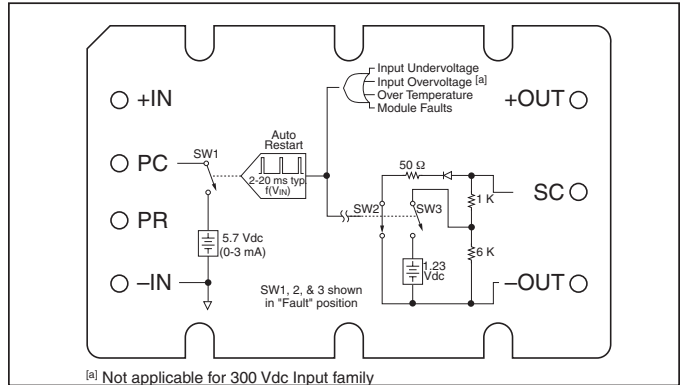 Input Undervoltage
Input Overvoltage [a]
Over Temperature
Module Faults
+IN
+OUT
Auto
Restart
PC
SW1
2-20 ms typ.
f(VIN)
50 Ω
SC
1 K
SW2
SW3
PR
5.7 Vdc
(0-3 mA)
6 K
1.23
Vdc
–IN
SW1, 2, & 3 shown
in "Fault" position
–OUT
[a] Not applicable for 300 Vdc Input family